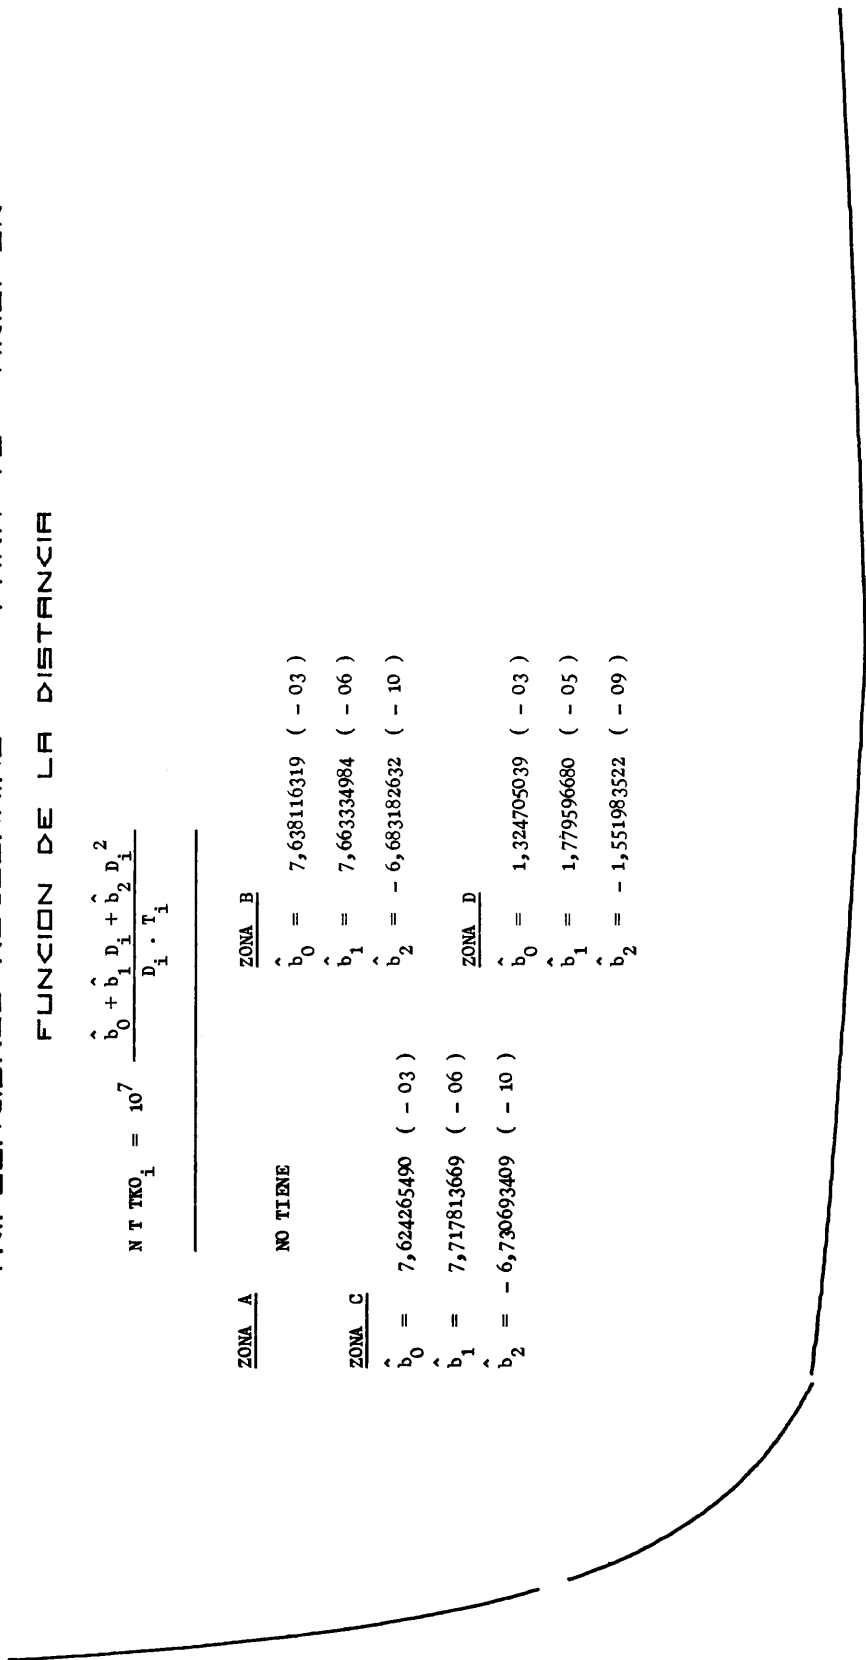 FUNCION DE LA DISTANCIA
N T TKO_i = 10^7 (b̂_0 + b̂_1 D_i + b̂_2 D_i^2) / (D_i . T_i)
ZONA A
NO TIENE
ZONA B
b̂_0 = 7,638116319 ( - 03 )
b̂_1 = 7,663334984 ( - 06 )
b̂_2 = - 6,683182632 ( - 10 )
ZONA C
b̂_0 = 7,624265490 ( - 03 )
b̂_1 = 7,717813669 ( - 06 )
b̂_2 = - 6,730693409 ( - 10 )
ZONA D
b̂_0 = 1,324705039 ( - 03 )
b̂_1 = 1,779596680 ( - 05 )
b̂_2 = - 1,551983522 ( - 09 )